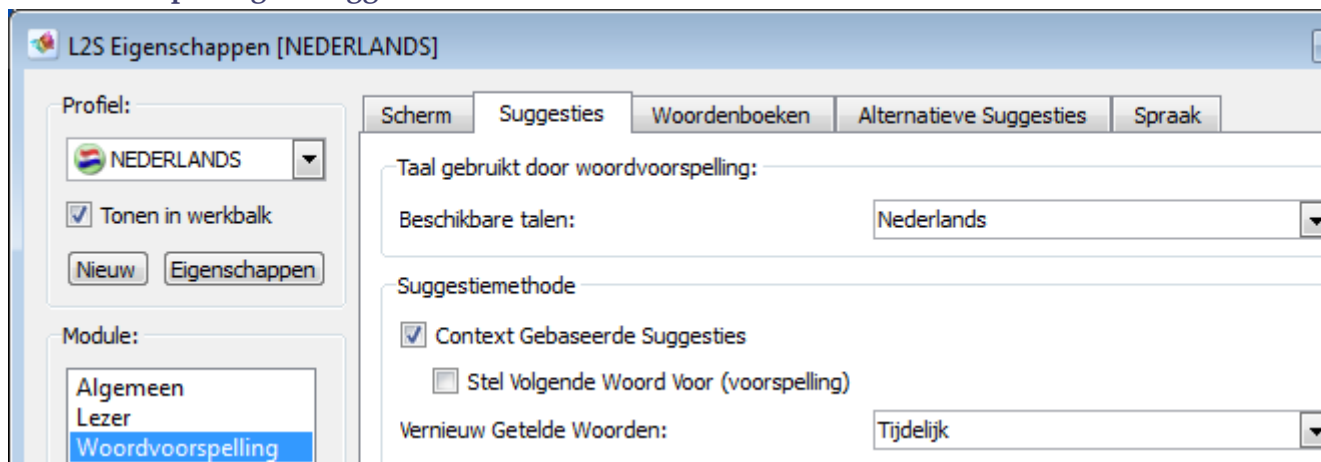 L2S Eigenschappen [NEDERLANDS]
Profiel:
NEDERLANDS
Tonen in werkbalk
Nieuw Eigenschappen
Module:
Algemeen
Lezer
Woordvoorspelling
Scherm Suggesties Woordenboeken Alternatieve Suggesties Spraak
Taal gebruikt door woordvoorspelling:
Beschikbare talen: Nederlands
Suggestiemethode
Context Gebaseerde Suggesties
Stel Volgende Woord Voor (voorspelling)
Vernieuw Getelde Woorden: Tijdelijk